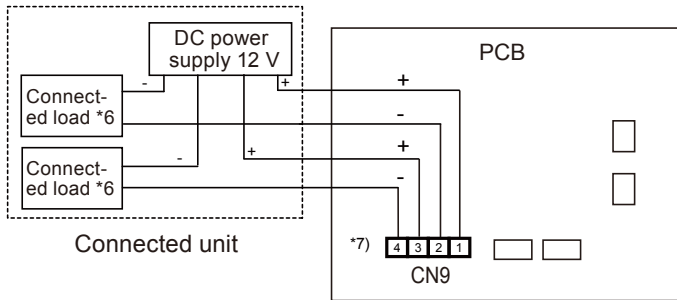 DC power
supply 12 V
PCB
-
+
+
Connect-
ed load *6
-
+
+
-
Connect-
ed load *6
-
*7)
4 3 2 1
Connected unit
CN9